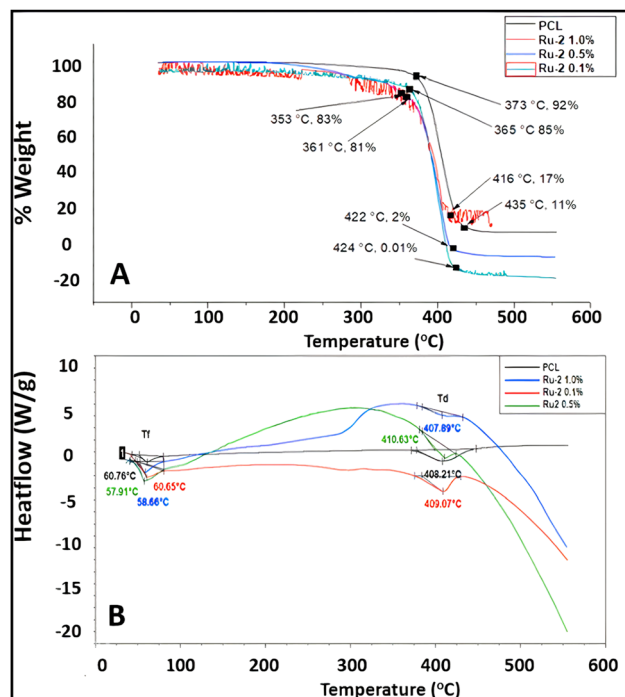 PCL
Ru-2 1.0%
Ru-2 0.5%
Ru-2 0.1%
100
80
60
40
20
0
-20
% Weight
373 °C, 92%
353 °C, 83%
365 °C 85%
361 °C, 81%
416 °C, 17%
435 °C, 11%
422 °C, 2%
424 °C, 0.01%
A
0
100
200
300
400
500
600
Temperature (°C)
10
5
0
-5
-10
-15
-20
Heatflow (W/g)
PCL
Ru-2 1.0%
Ru-2 0.1%
Ru2 0.5%
Tf
Td
407.89°C
410.63°C
408.21°C
409.07°C
60.76°C
60.65°C
57.91°C
58.66°C
B
0
100
200
300
400
500
600
Temperature (°C)